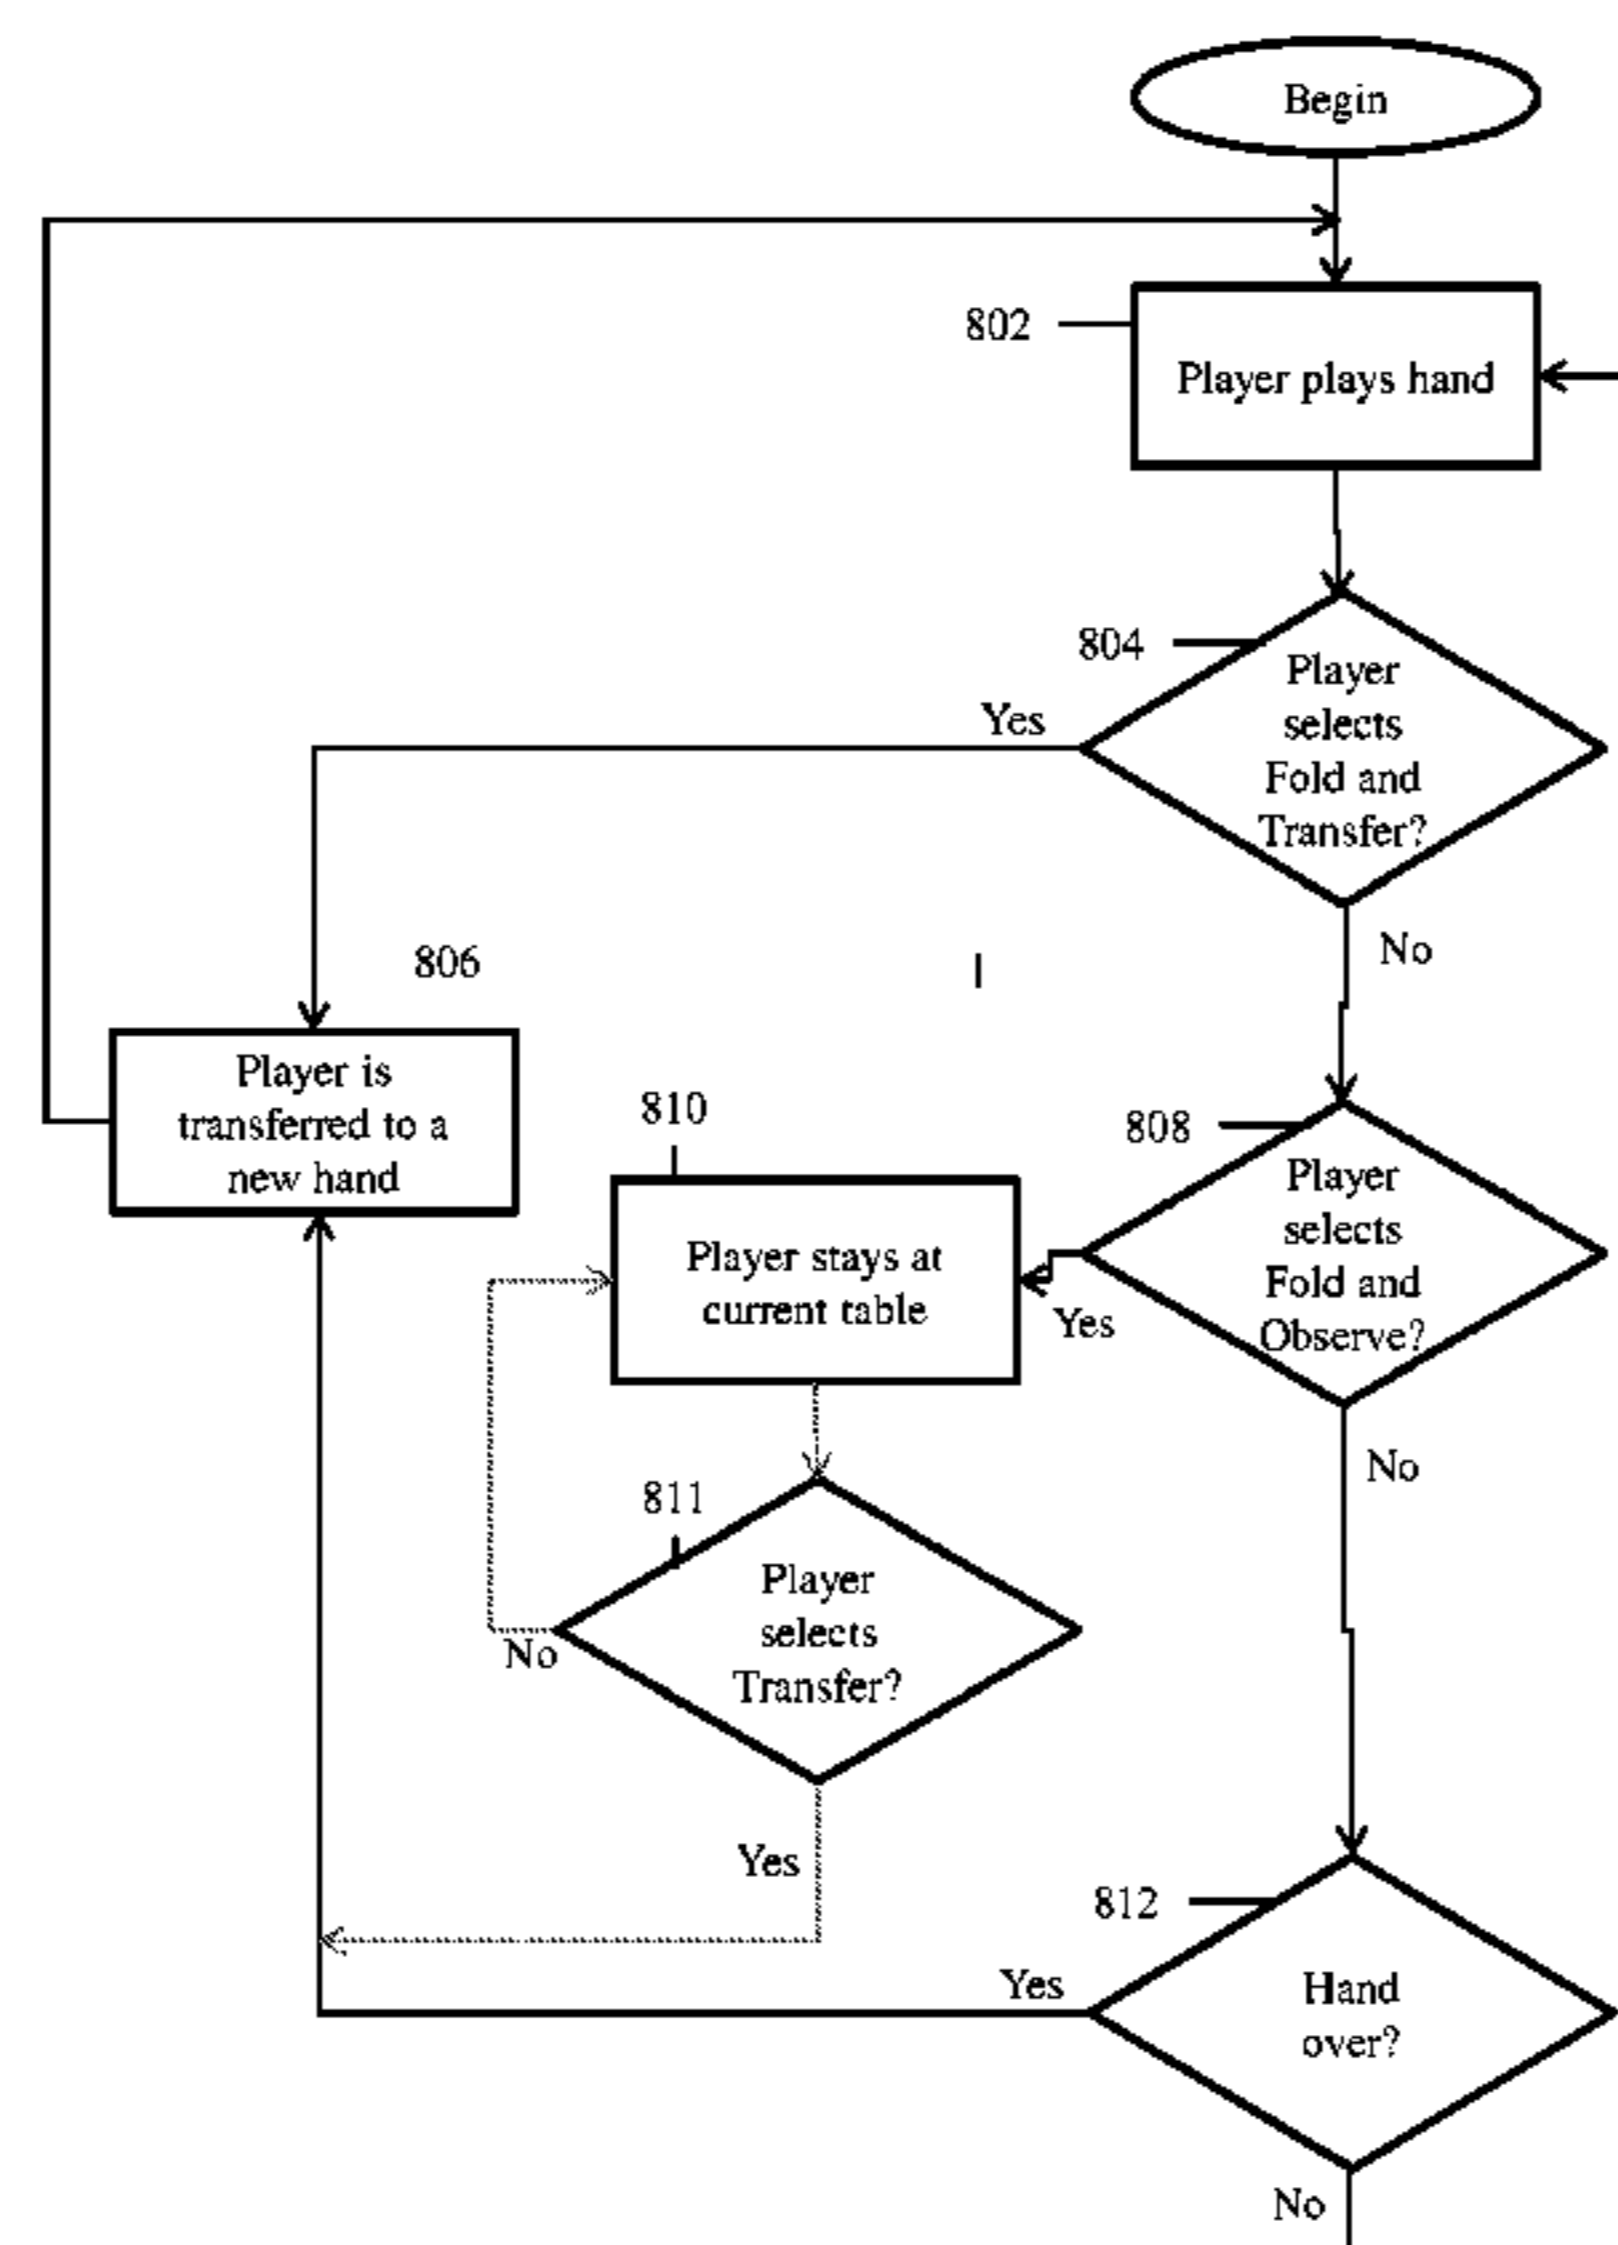 Begin
802
Player plays hand
804
Player
selects
Fold and
Transfer?
Yes
No
806
Player is
transferred to a
new hand
808
Player
selects
Fold and
Observe?
Yes
No
810
Player stays at
current table
811
Player
selects
Transfer?
No
Yes
812
Hand
over?
Yes
No